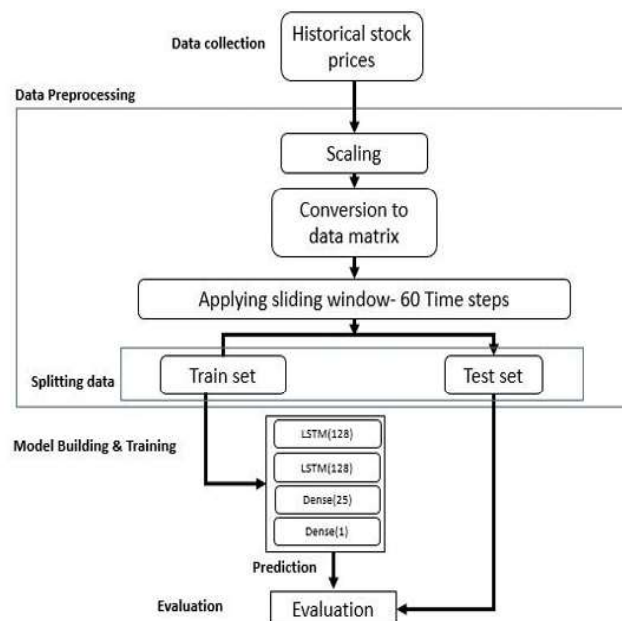 Data collection
Historical stock
prices
Data Preprocessing
Scaling
Conversion to
data matrix
Applying sliding window- 60 Time steps
Splitting data
Train set
Test set
Model Building & Training
LSTM(128)
LSTM(128)
Dense(25)
Dense(1)
Prediction
Evaluation
Evaluation